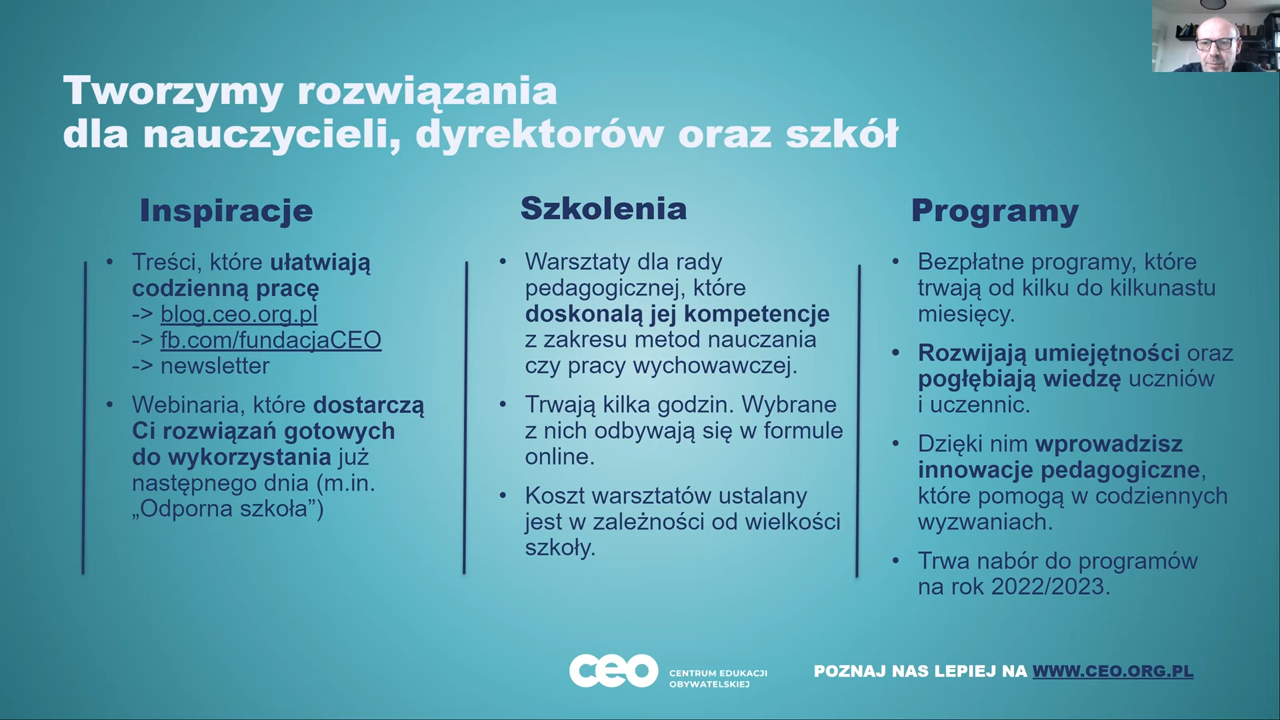 Tworzymy rozwiązania
dla nauczycieli, dyrektorów oraz szkół
Inspiracje
• Treści, które ułatwiają
codzienną pracę
-> blog.ceo.org.pl
-> fb.com/fundacjaCEO
-> newsletter
• Webinaria, które dostarczą
Ci rozwiązań gotowych
do wykorzystania już
następnego dnia (m.in.
„Odporna szkoła”)
Szkolenia
• Warsztaty dla rady
pedagogicznej, które
doskonalą jej kompetencje
z zakresu metod nauczania
czy pracy wychowawczej.
• Trwają kilka godzin. Wybrane
z nich odbywają się w formule
online.
• Koszt warsztatów ustalany
jest w zależności od wielkości
szkoły.
Programy
• Bezpłatne programy, które
trwają od kilku do kilkunastu
miesięcy.
• Rozwijają umiejętności oraz
pogłębiają wiedzę uczniów
i uczennic.
• Dzięki nim wprowadzisz
innowacje pedagogiczne,
które pomogą w codziennych
wyzwaniach.
• Trwa nabór do programów
na rok 2022/2023.
ceo
CENTRUM EDUKACJI
OBYWATELSKIEJ
POZNAJ NAS LEPIEJ NA WWW.CEO.ORG.PL